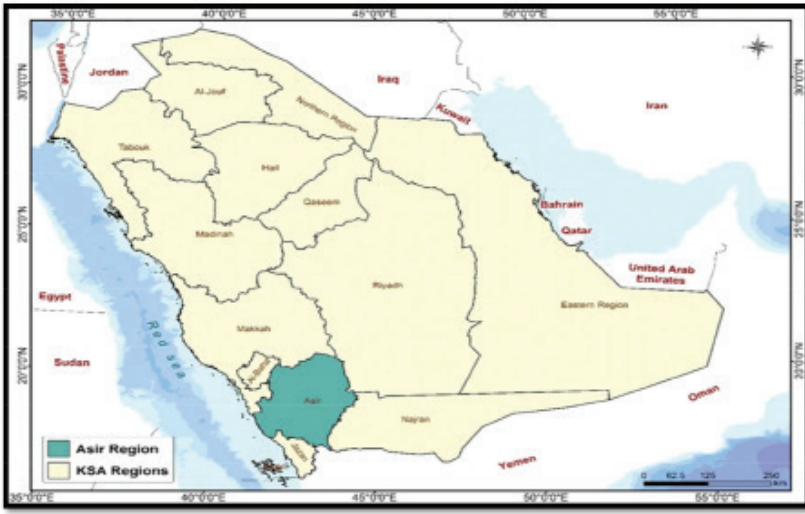 35°0'0"E
40°0'0"E
45°0'0"E
50°0'0"E
55°0'0"E
30°0'0"N
30°0'0"N
25°0'0"N
25°0'0"N
20°0'0"N
20°0'0"N
Palestine
Jordan
Iraq
Kuwait
Iran
Al-Jouf
Northern Region
Tabouk
Hail
Qaseem
Bahrain
Qatar
Madinah
United Arab
Emirates
Egypt
Riyadh
Eastern Region
Red sea
Makkah
Sudan
Asir
Oman
Najran
Jazan
Yemen
Asir Region
KSA Regions
0 62.5 125 250
km
35°0'0"E
40°0'0"E
45°0'0"E
50°0'0"E
55°0'0"E